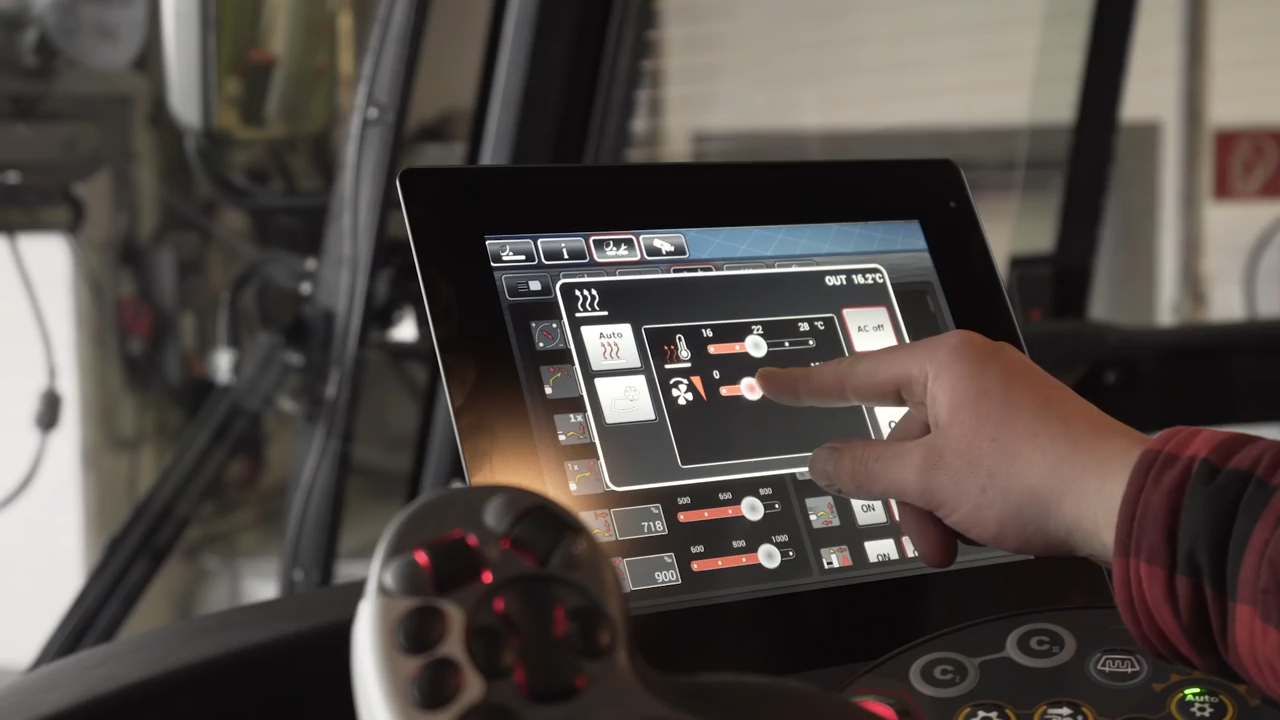 i
OUT 16.2°C
Auto
16 22 28 °C
AC off
0
1x
1x
%
718
500 650 800
ON
%
900
600 800 1000
ON
C I
C II
Auto